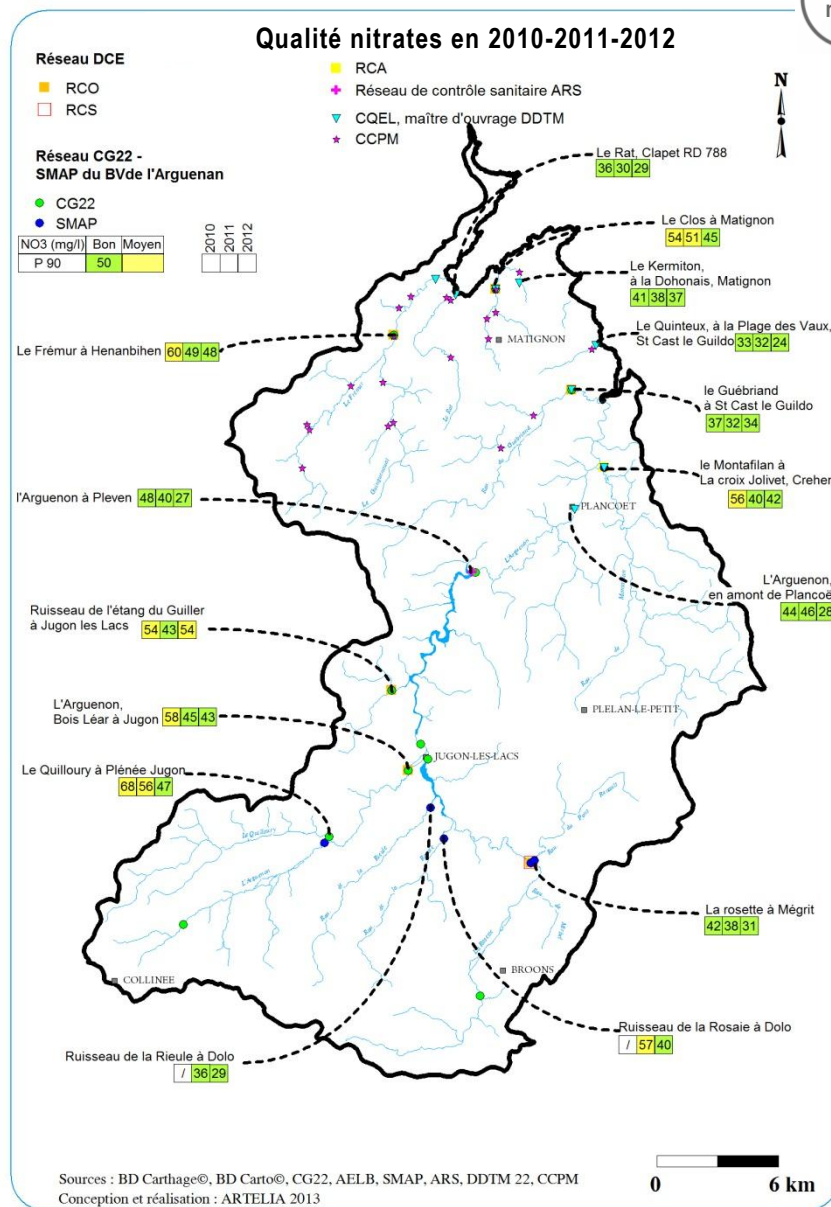 Qualité nitrates en 2010-2011-2012
Réseau DCE
RCO
RCS
RCA
Réseau de contrôle sanitaire ARS
CQEL, maître d'ouvrage DDTM
CCPM
N
Réseau CG22 -
SMAP du BVde l'Arguenan
CG22
SMAP
NO3 (mg/l) Bon Moyen
P 90 50
2010
2011
2012
Le Rat, Clapet RD 788
36 30 29
Le Clos à Matignon
54 51 45
Le Kermiton,
à la Dohonais, Matignon
41 38 37
Le Quinteux, à la Plage des Vaux,
St Cast le Guildo 33 32 24
MATIGNON
Le Frémur à Henanbihen 60 49 48
le Guébriand
à St Cast le Guildo
37 32 34
le Montafilan à
La croix Jolivet, Crehen
56 40 42
l'Arguenon à Pleven 48 40 27
PLANCOET
L'Arguenon,
en amont de Plancoë
44 46 28
Ruisseau de l'étang du Guiller
à Jugon les Lacs 54 43 54
L'Arguenon,
Bois Léar à Jugon 58 45 43
PLELAN-LE-PETIT
JUGON-LES-LACS
Le Quilloury à Plénée Jugon
68 56 47
Le Quilloury
L'Arguenon
La rosette à Mégrit
42 38 31
COLLINEE
BROONS
Ruisseau de la Rosaie à Dolo
/ 57 40
Ruisseau de la Rieule à Dolo
/ 36 29
Sources : BD Carthage©, BD Carto©, CG22, AELB, SMAP, ARS, DDTM 22, CCPM
Conception et réalisation : ARTELIA 2013
0 6 km